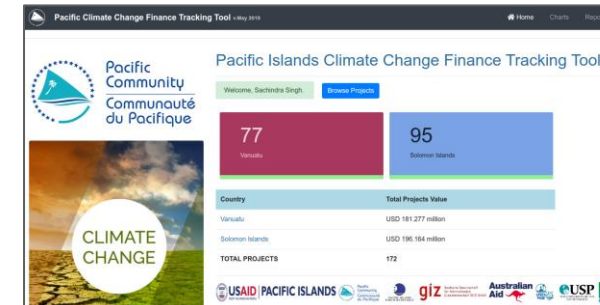 Pacific Climate Change Finance Tracking Tool v.May 2019
Home Charts
Pacific
Community
Communauté
du Pacifique
CLIMATE
CHANGE
Pacific Islands Climate Change Finance Tracking Tool
Welcome, Sachindra Singh.
Browse Projects
77
Vanuatu
95
Solomon Islands
Country Total Projects Value
Vanuatu USD 181.277 million
Solomon Islands USD 196.164 million
TOTAL PROJECTS 172
USAID PACIFIC ISLANDS
giz
Australian
Aid
USP